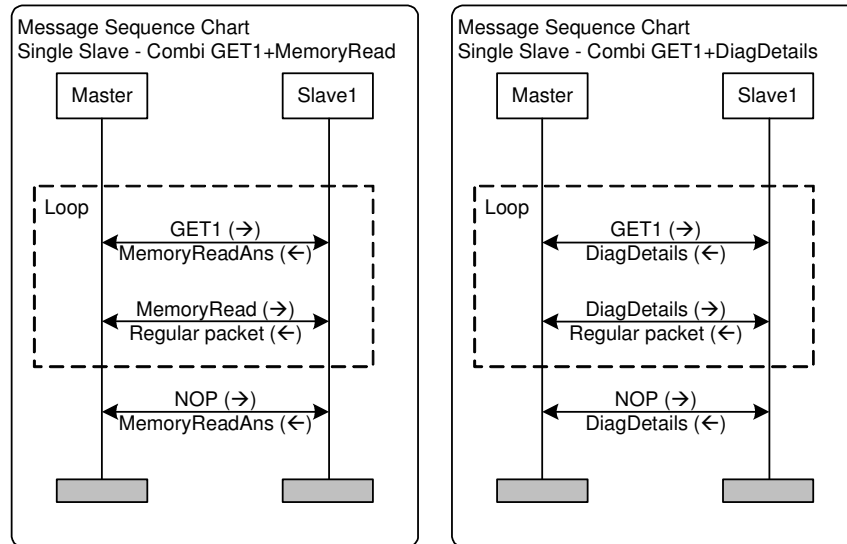 Message Sequence Chart
Single Slave - Combi GET1+MemoryRead
Master
Slave1
Loop
GET1 (→)
MemoryReadAns (←)
MemoryRead (→)
Regular packet (←)
NOP (→)
MemoryReadAns (←)
Message Sequence Chart
Single Slave - Combi GET1+DiagDetails
Master
Slave1
Loop
GET1 (→)
DiagDetails (←)
DiagDetails (→)
Regular packet (←)
NOP (→)
DiagDetails (←)